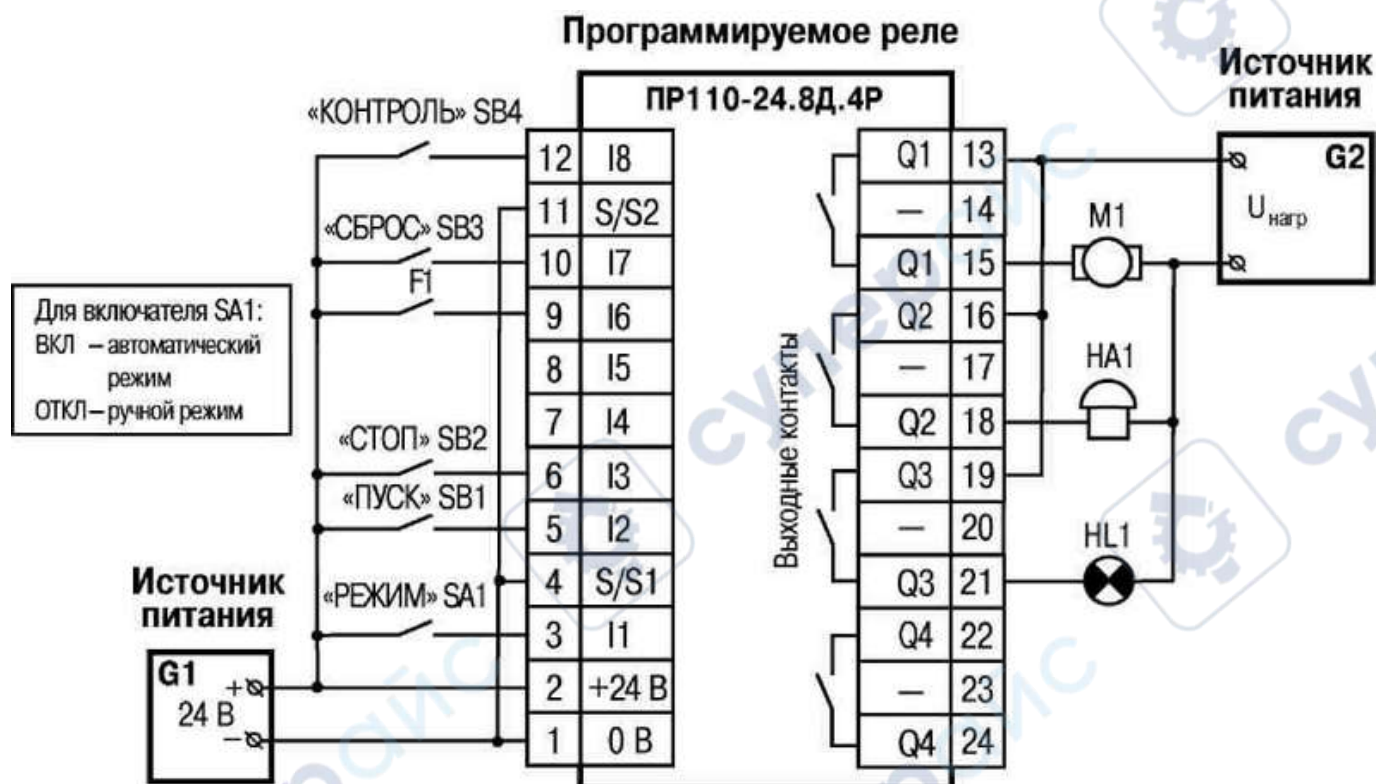 Программируемое реле
ПР110-24.8Д.4Р
Источник
питания
G2
U нагр
«КОНТРОЛЬ» SB4
«СБРОС» SB3
F1
Для включателя SA1:
ВКЛ – автоматический
режим
ОТКЛ – ручной режим
«СТОП» SB2
«ПУСК» SB1
«РЕЖИМ» SA1
Источник
питания
G1
24 В
+
–
12 I8
11 S/S2
10 I7
9 I6
8 I5
7 I4
6 I3
5 I2
4 S/S1
3 I1
2 +24 В
1 0 В
Выходные контакты
Q1 13
— 14
Q1 15
Q2 16
— 17
Q2 18
Q3 19
— 20
Q3 21
Q4 22
— 23
Q4 24
M1
HA1
HL1
суперайс